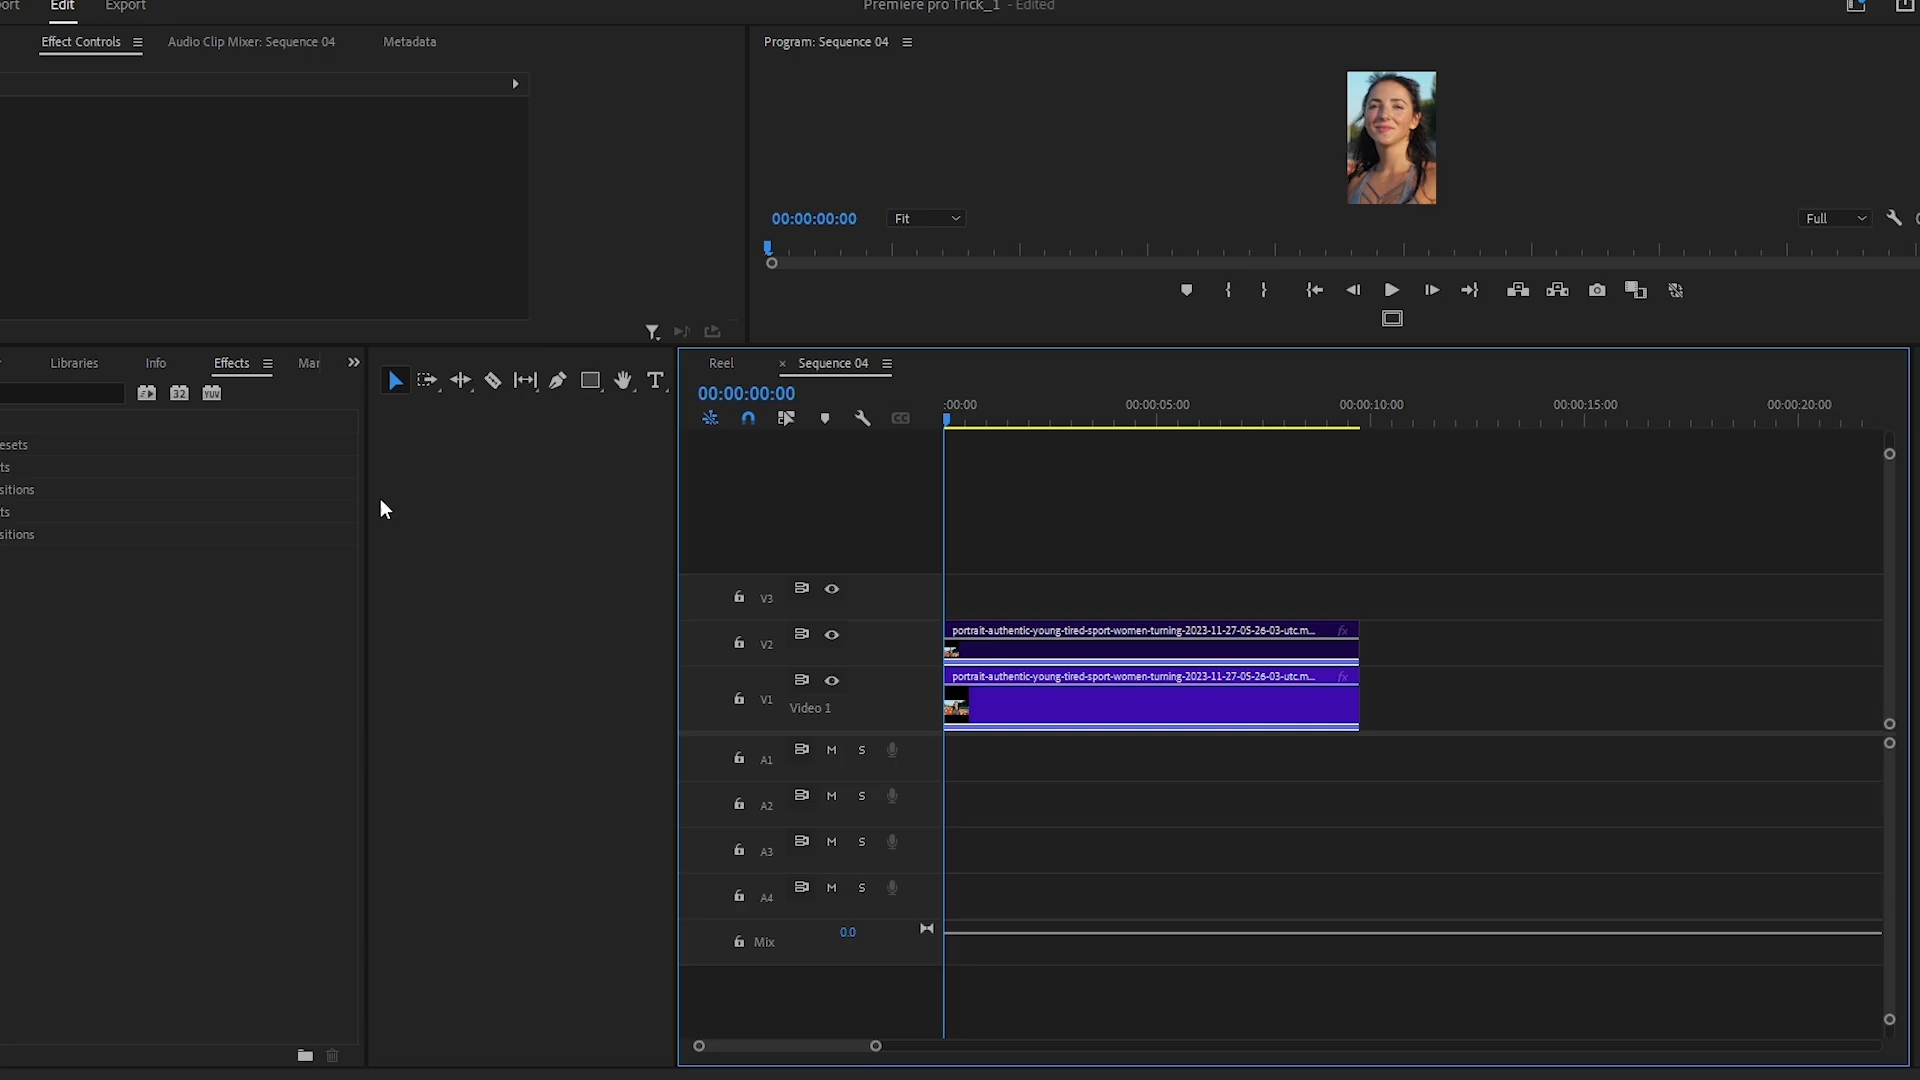 ort Edit Export Premiere pro Trick_1 - Edited
Effect Controls Audio Clip Mixer: Sequence 04 Metadata
Program: Sequence 04
00:00:00:00 Fit Full
Libraries Info Effects Mar
32 YUV
esets
ts
sitions
ts
sitions
T
Reel × Sequence 04
00:00:00:00
CC
:00:00 00:00:05:00 00:00:10:00 00:00:15:00 00:00:20:00
V3
V2 portrait-authentic-young-tired-sport-women-turning-2023-11-27-05-26-03-utc.m... fx
V1 Video 1 portrait-authentic-young-tired-sport-women-turning-2023-11-27-05-26-03-utc.m... fx
A1 M S
A2 M S
A3 M S
A4 M S
Mix 0.0